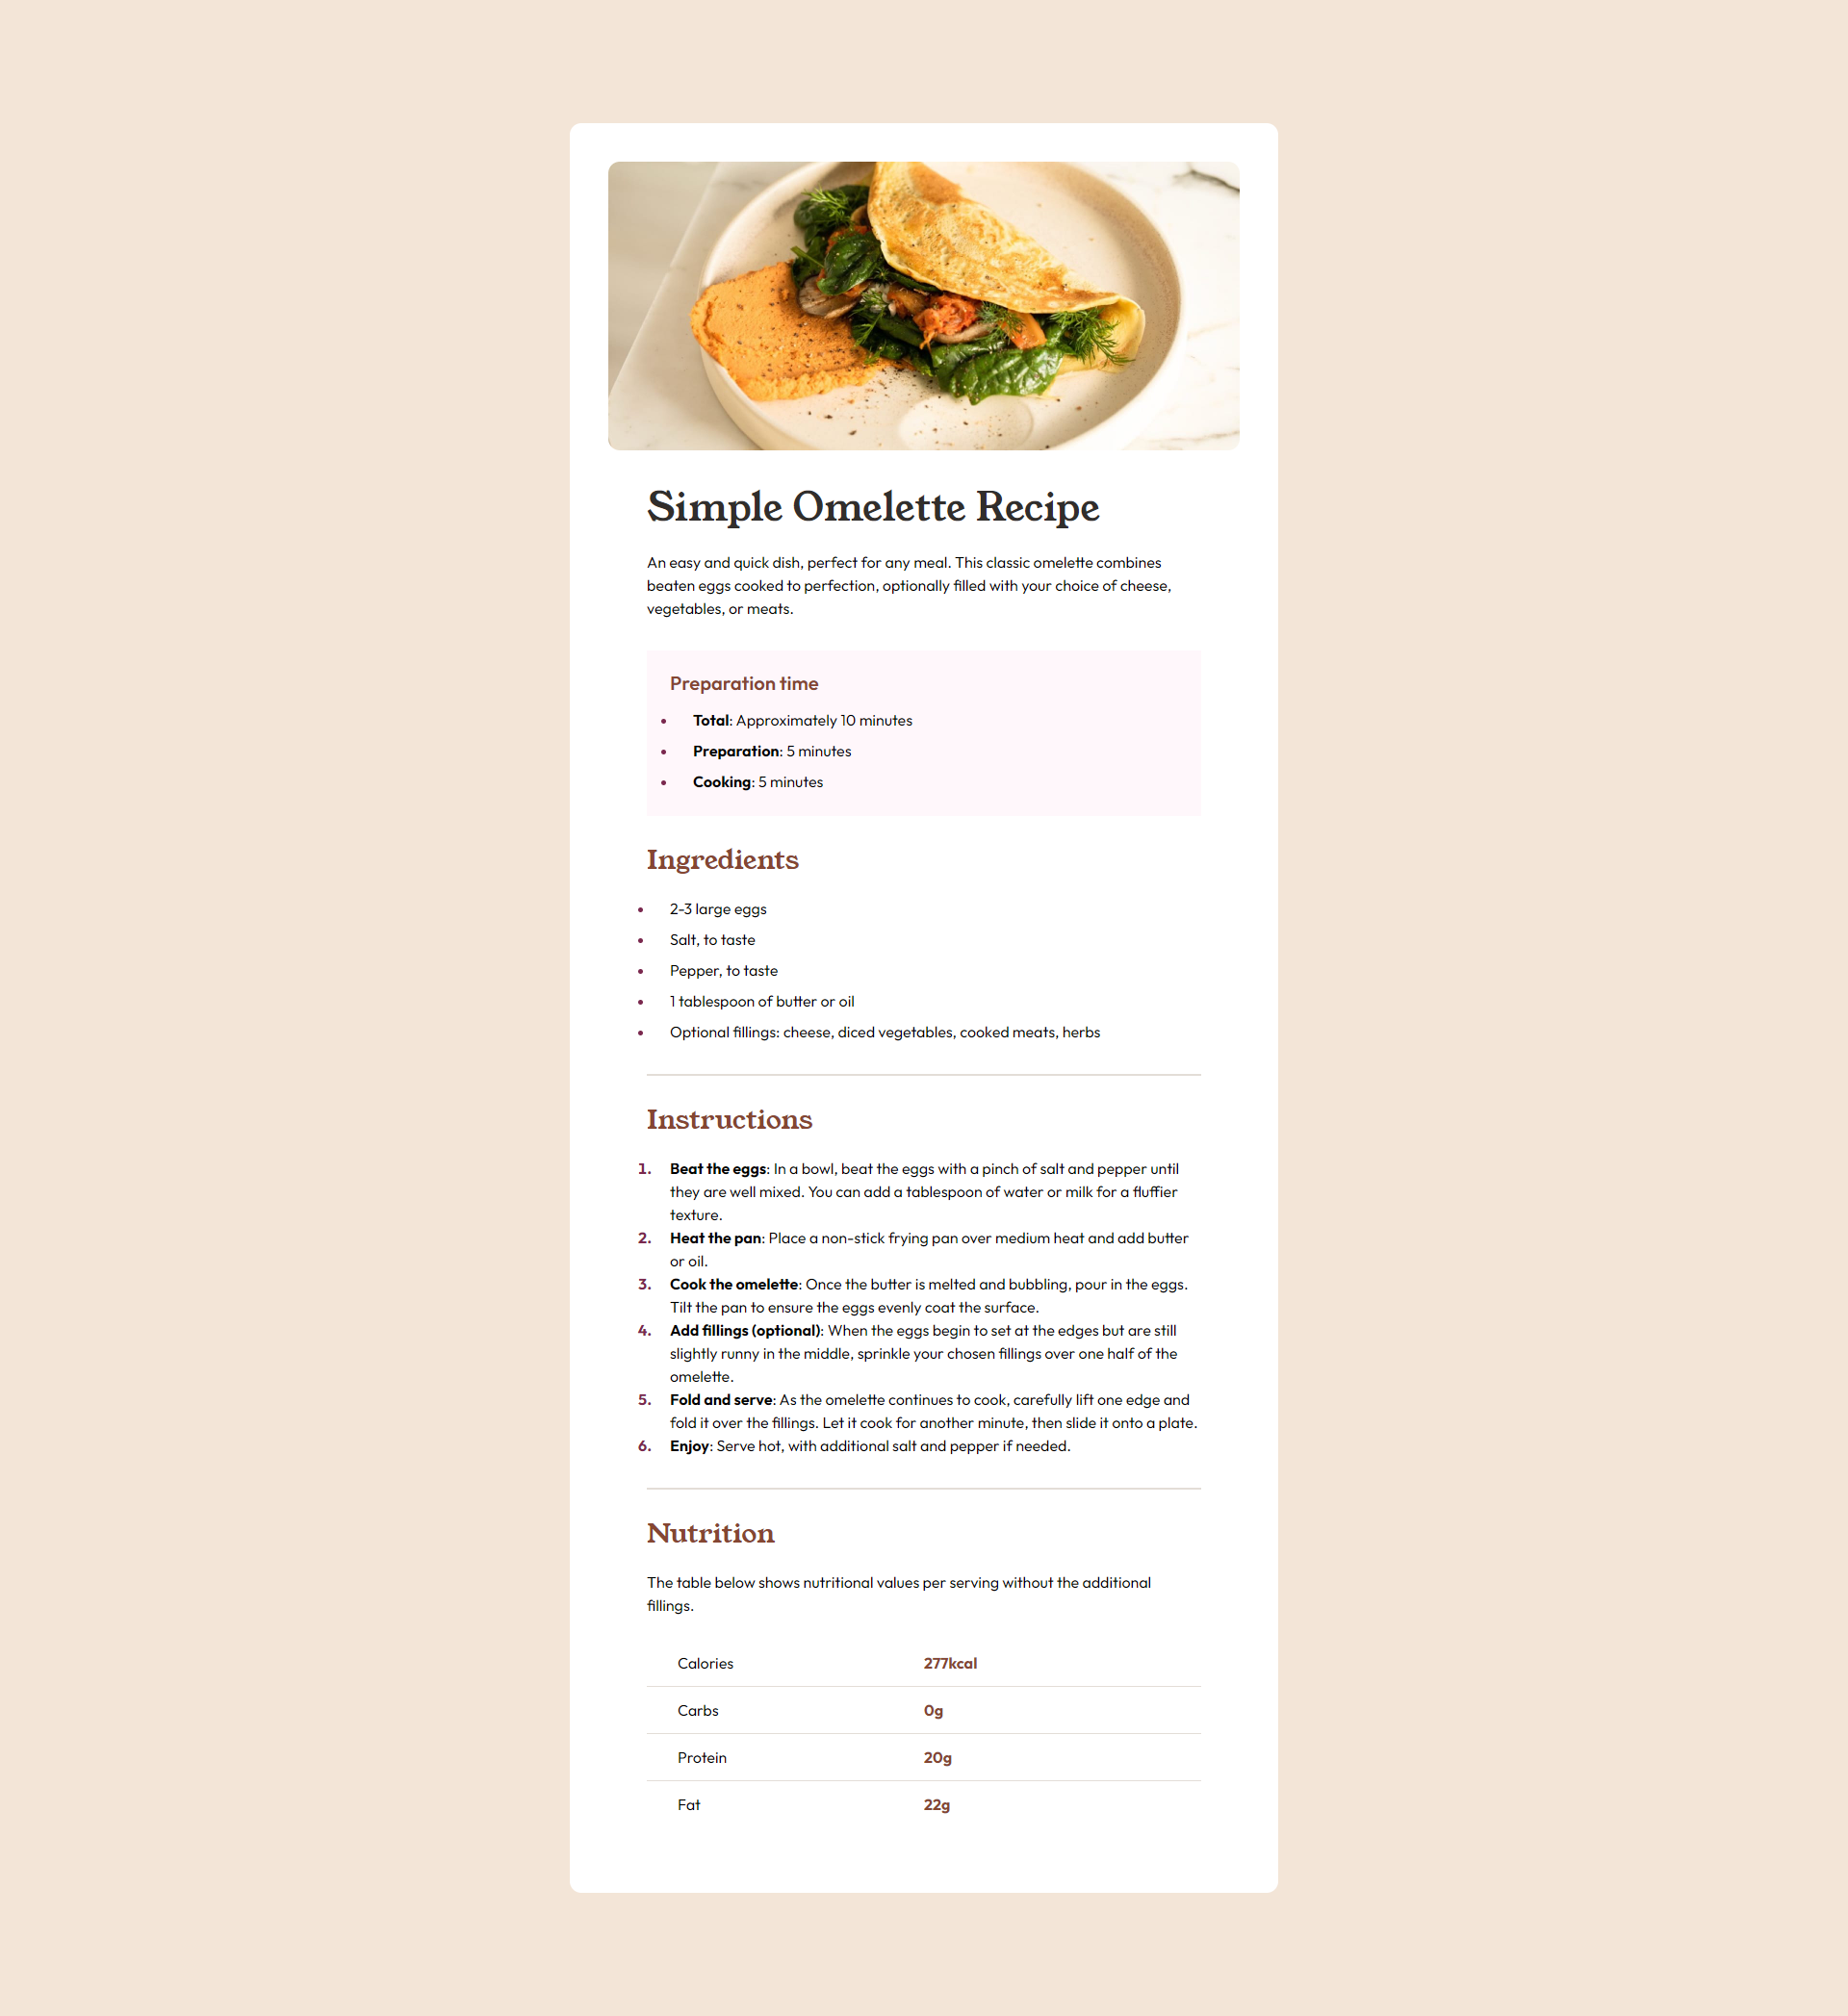 Simple Omelette Recipe
An easy and quick dish, perfect for any meal. This classic omelette combines
beaten eggs cooked to perfection, optionally filled with your choice of cheese,
vegetables, or meats.
Preparation time
• Total: Approximately 10 minutes
• Preparation: 5 minutes
• Cooking: 5 minutes
Ingredients
• 2-3 large eggs
• Salt, to taste
• Pepper, to taste
• 1 tablespoon of butter or oil
• Optional fillings: cheese, diced vegetables, cooked meats, herbs
Instructions
1. Beat the eggs: In a bowl, beat the eggs with a pinch of salt and pepper until
they are well mixed. You can add a tablespoon of water or milk for a fluffier
texture.
2. Heat the pan: Place a non-stick frying pan over medium heat and add butter
or oil.
3. Cook the omelette: Once the butter is melted and bubbling, pour in the eggs.
Tilt the pan to ensure the eggs evenly coat the surface.
4. Add fillings (optional): When the eggs begin to set at the edges but are still
slightly runny in the middle, sprinkle your chosen fillings over one half of the
omelette.
5. Fold and serve: As the omelette continues to cook, carefully lift one edge and
fold it over the fillings. Let it cook for another minute, then slide it onto a plate.
6. Enjoy: Serve hot, with additional salt and pepper if needed.
Nutrition
The table below shows nutritional values per serving without the additional
fillings.
Calories 277kcal
Carbs 0g
Protein 20g
Fat 22g